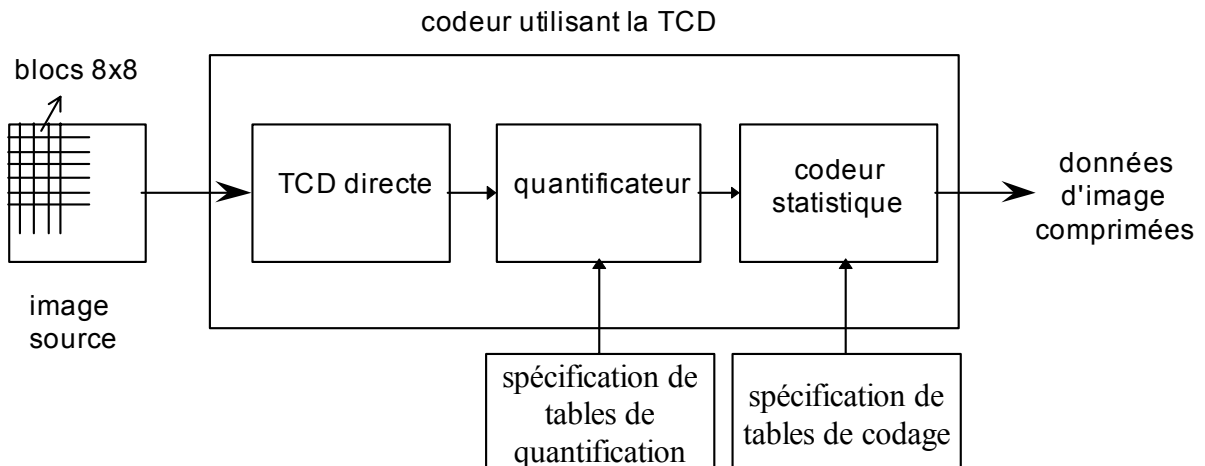 codeur utilisant la TCD
blocs 8x8
TCD directe
quantificateur
codeur
statistique
données
d'image
comprimées
image
source
spécification de
tables de
quantification
spécification de
tables de codage